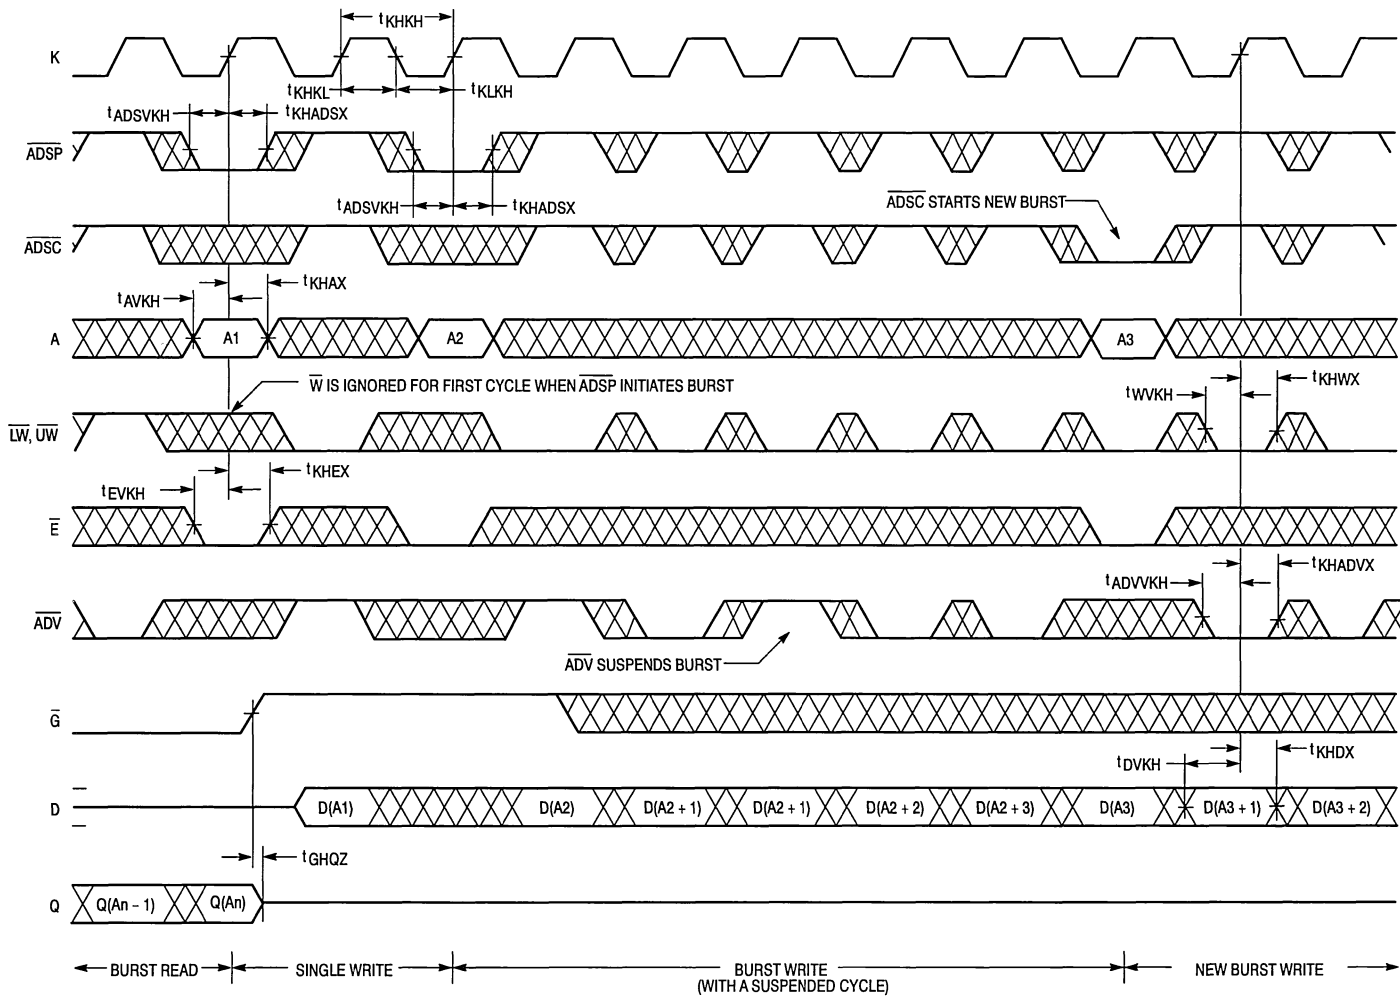 tKHKH
K
tKHKL
tKLKH
tADSVKH
tKHADSX
ADSP
tADSVKH
tKHADSX
ADSC STARTS NEW BURST
ADSC
tKHAX
tAVKH
A
A1
A2
A3
W IS IGNORED FOR FIRST CYCLE WHEN ADSP INITIATES BURST
tKHWX
tWVKH
LW, UW
tKHEX
tEVKH
E
tKHADVX
tADVVKH
ADV
ADV SUSPENDS BURST
G
tKHDX
tDVKH
D
D(A1)
D(A2)
D(A2 + 1)
D(A2 + 1)
D(A2 + 2)
D(A2 + 3)
D(A3)
D(A3 + 1)
D(A3 + 2)
tGHQZ
Q
Q(An – 1)
Q(An)
BURST READ
SINGLE WRITE
BURST WRITE
(WITH A SUSPENDED CYCLE)
NEW BURST WRITE